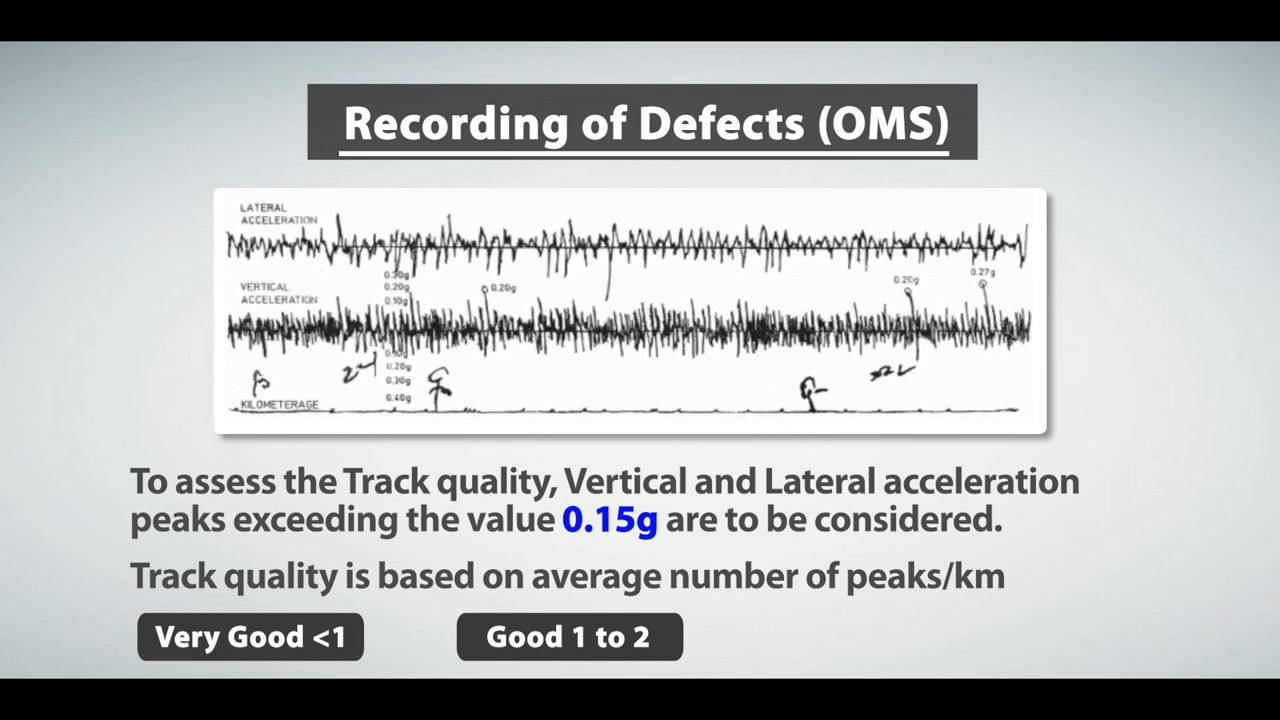 Recording of Defects (OMS)
LATERAL
ACCELERATION
0.30g
0.20g
0.10g
VERTICAL
ACCELERATION
0.20g
0.20g
0.27g
0.10g
0.20g
0.30g
0.40g
KILOMETERAGE
To assess the Track quality, Vertical and Lateral acceleration
peaks exceeding the value 0.15g are to be considered.
Track quality is based on average number of peaks/km
Very Good <1
Good 1 to 2